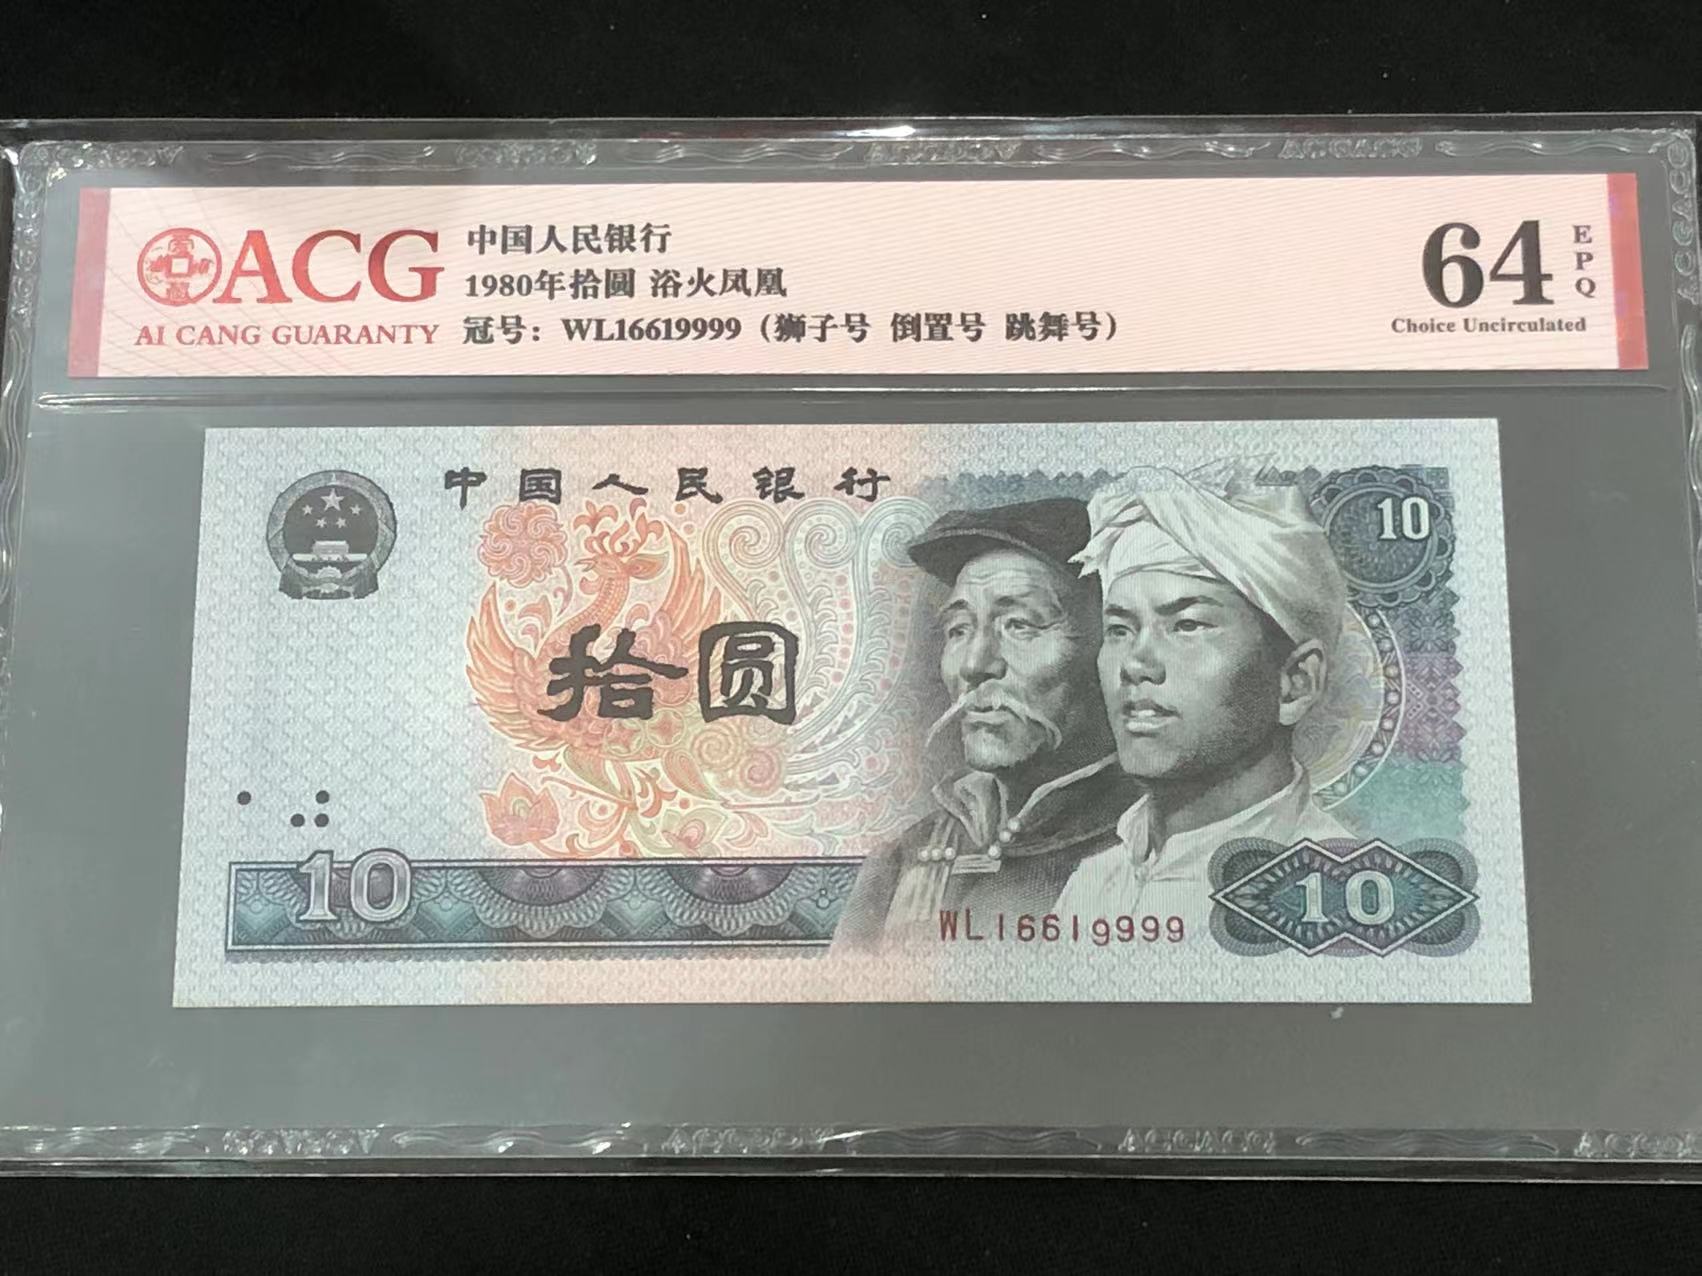 ACG
AI CANG GUARANTY
中国人民银行
1980年拾圆 浴火凤凰
冠号：WL16619999（狮子号 倒置号 跳舞号）
64
EPQ
Choice Uncirculated
中国人民银行
10
拾圆
10
WL16619999
10